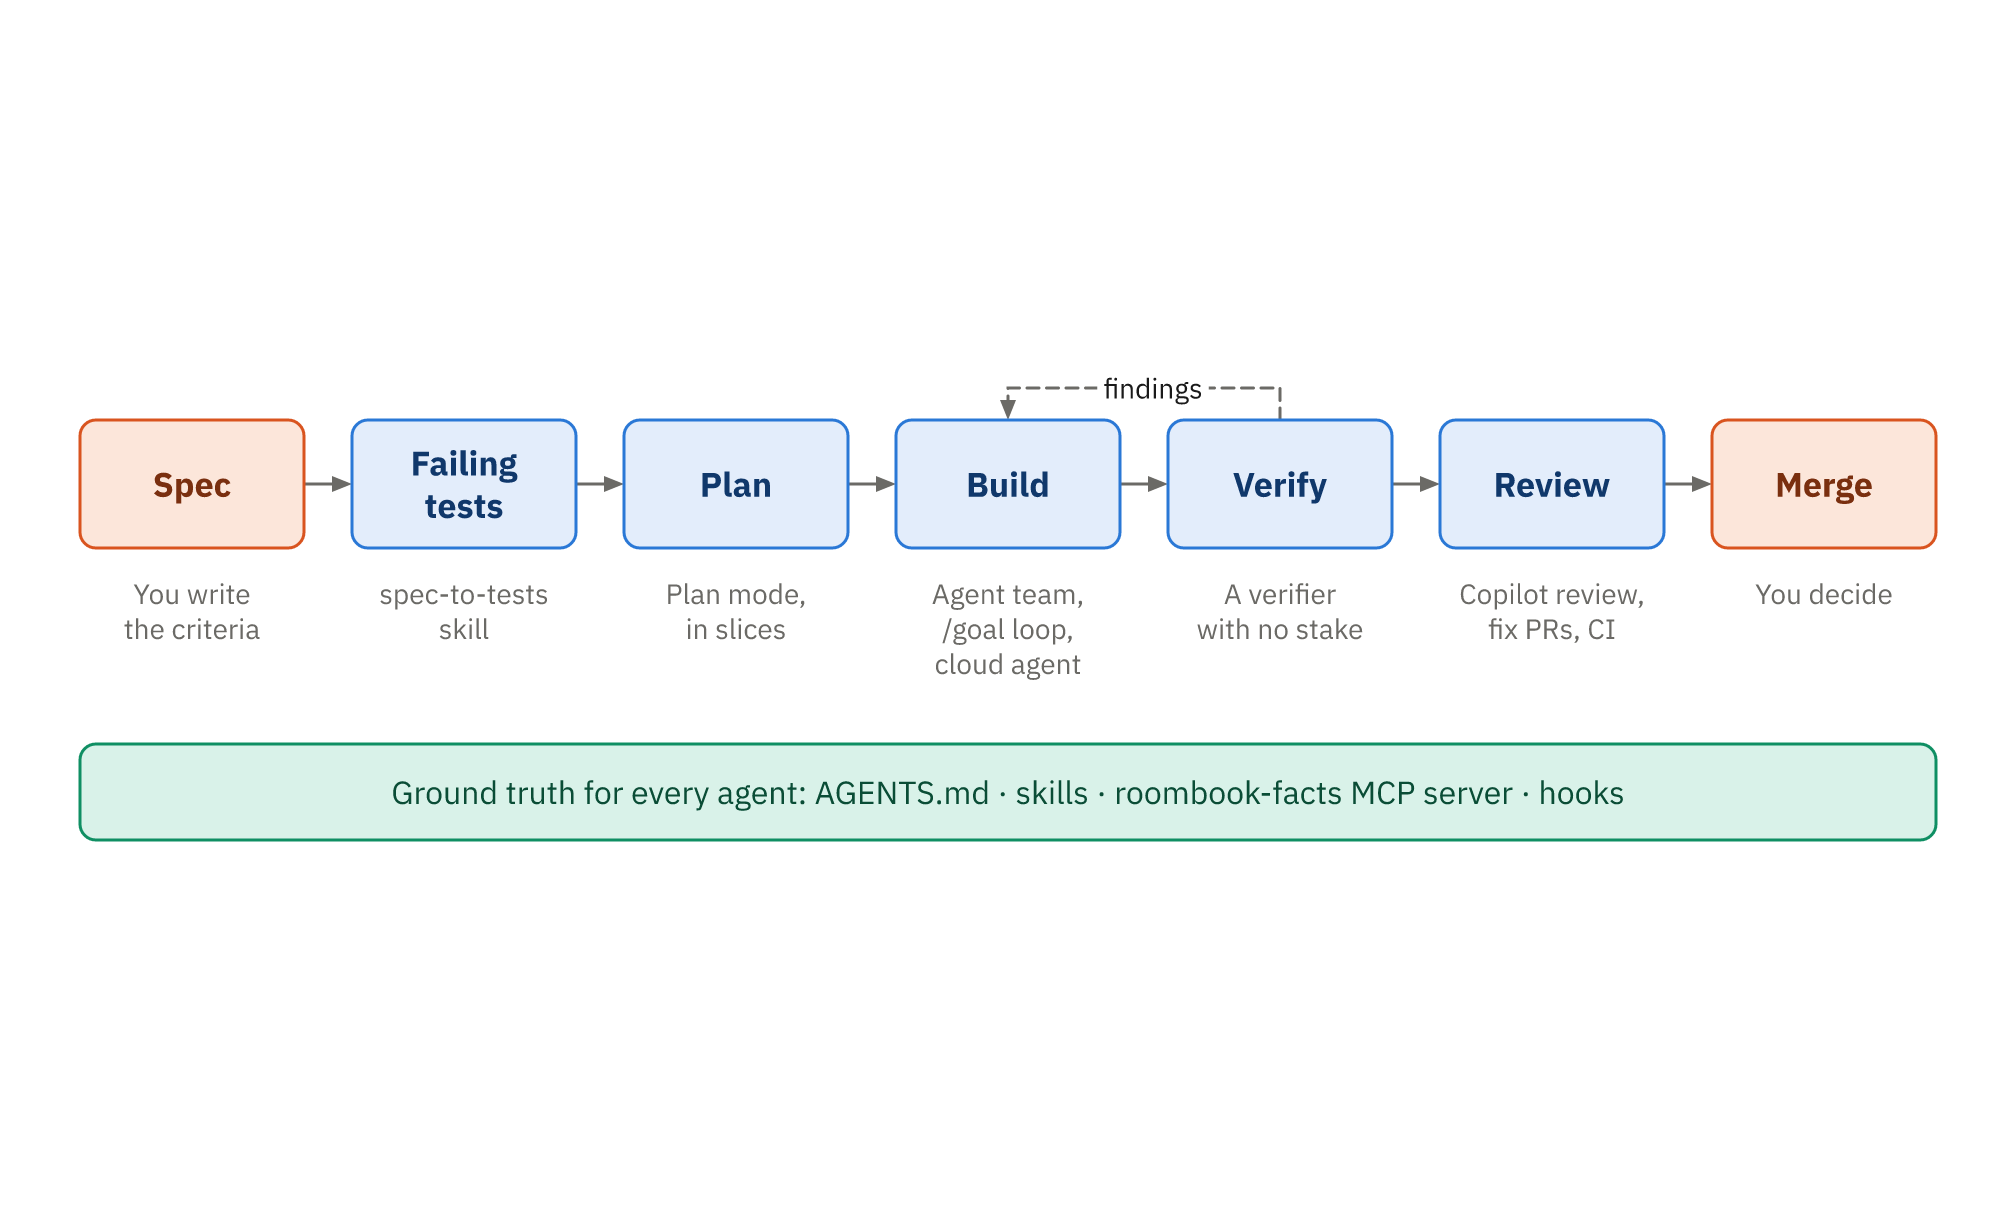 findings
Spec
Failing
tests
Plan
Build
Verify
Review
Merge
You write
the criteria
spec-to-tests
skill
Plan mode,
in slices
Agent team,
/goal loop,
cloud agent
A verifier
with no stake
Copilot review,
fix PRs, CI
You decide
Ground truth for every agent: AGENTS.md · skills · roombook-facts MCP server · hooks